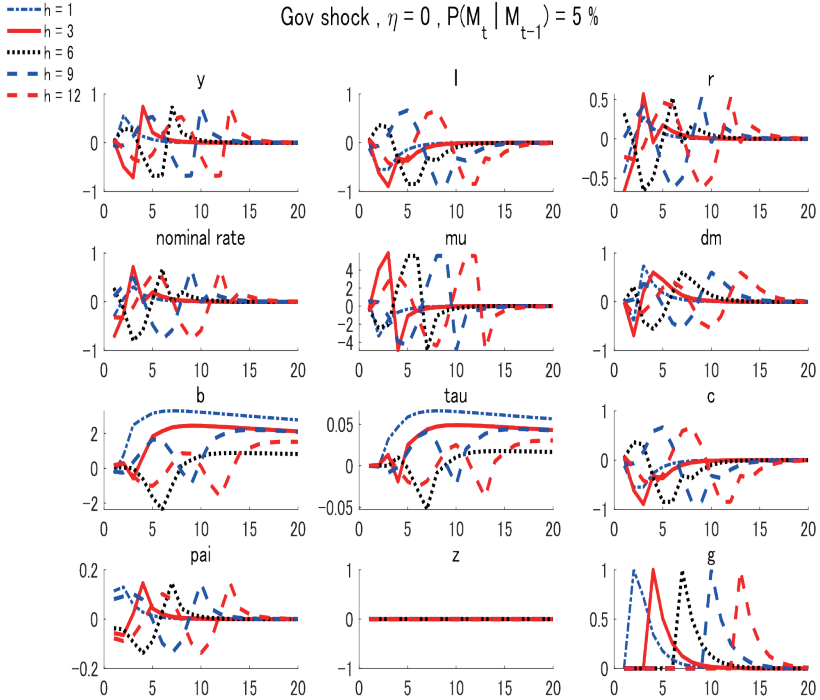 h = 1
h = 3
h = 6
h = 9
h = 12
Gov shock , η = 0 , P(M_t | M_{t-1}) = 5 %
y l r
1 0 -1
0 5 10 15 20
1 0 -1
0 5 10 15 20
0.5 0 -0.5
0 5 10 15 20
nominal rate mu dm
1 0 -1
0 5 10 15 20
4 2 0 -2 -4
0 5 10 15 20
1 0 -1
0 5 10 15 20
b tau c
2 0 -2
0 5 10 15 20
0.05 0 -0.05
0 5 10 15 20
1 0 -1
0 5 10 15 20
pai z g
0.2 0 -0.2
0 5 10 15 20
1 0 -1
0 5 10 15 20
1 0.5 0
0 5 10 15 20